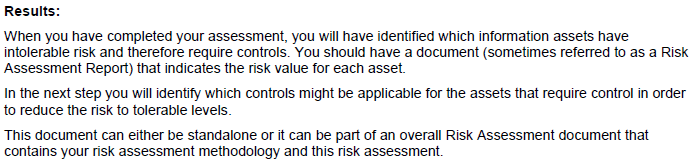 Results:
When you have completed your assessment, you will have identified which information assets have
intolerable risk and therefore require controls. You should have a document (sometimes referred to as a Risk
Assessment Report) that indicates the risk value for each asset.
In the next step you will identify which controls might be applicable for the assets that require control in order
to reduce the risk to tolerable levels.
This document can either be standalone or it can be part of an overall Risk Assessment document that
contains your risk assessment methodology and this risk assessment.